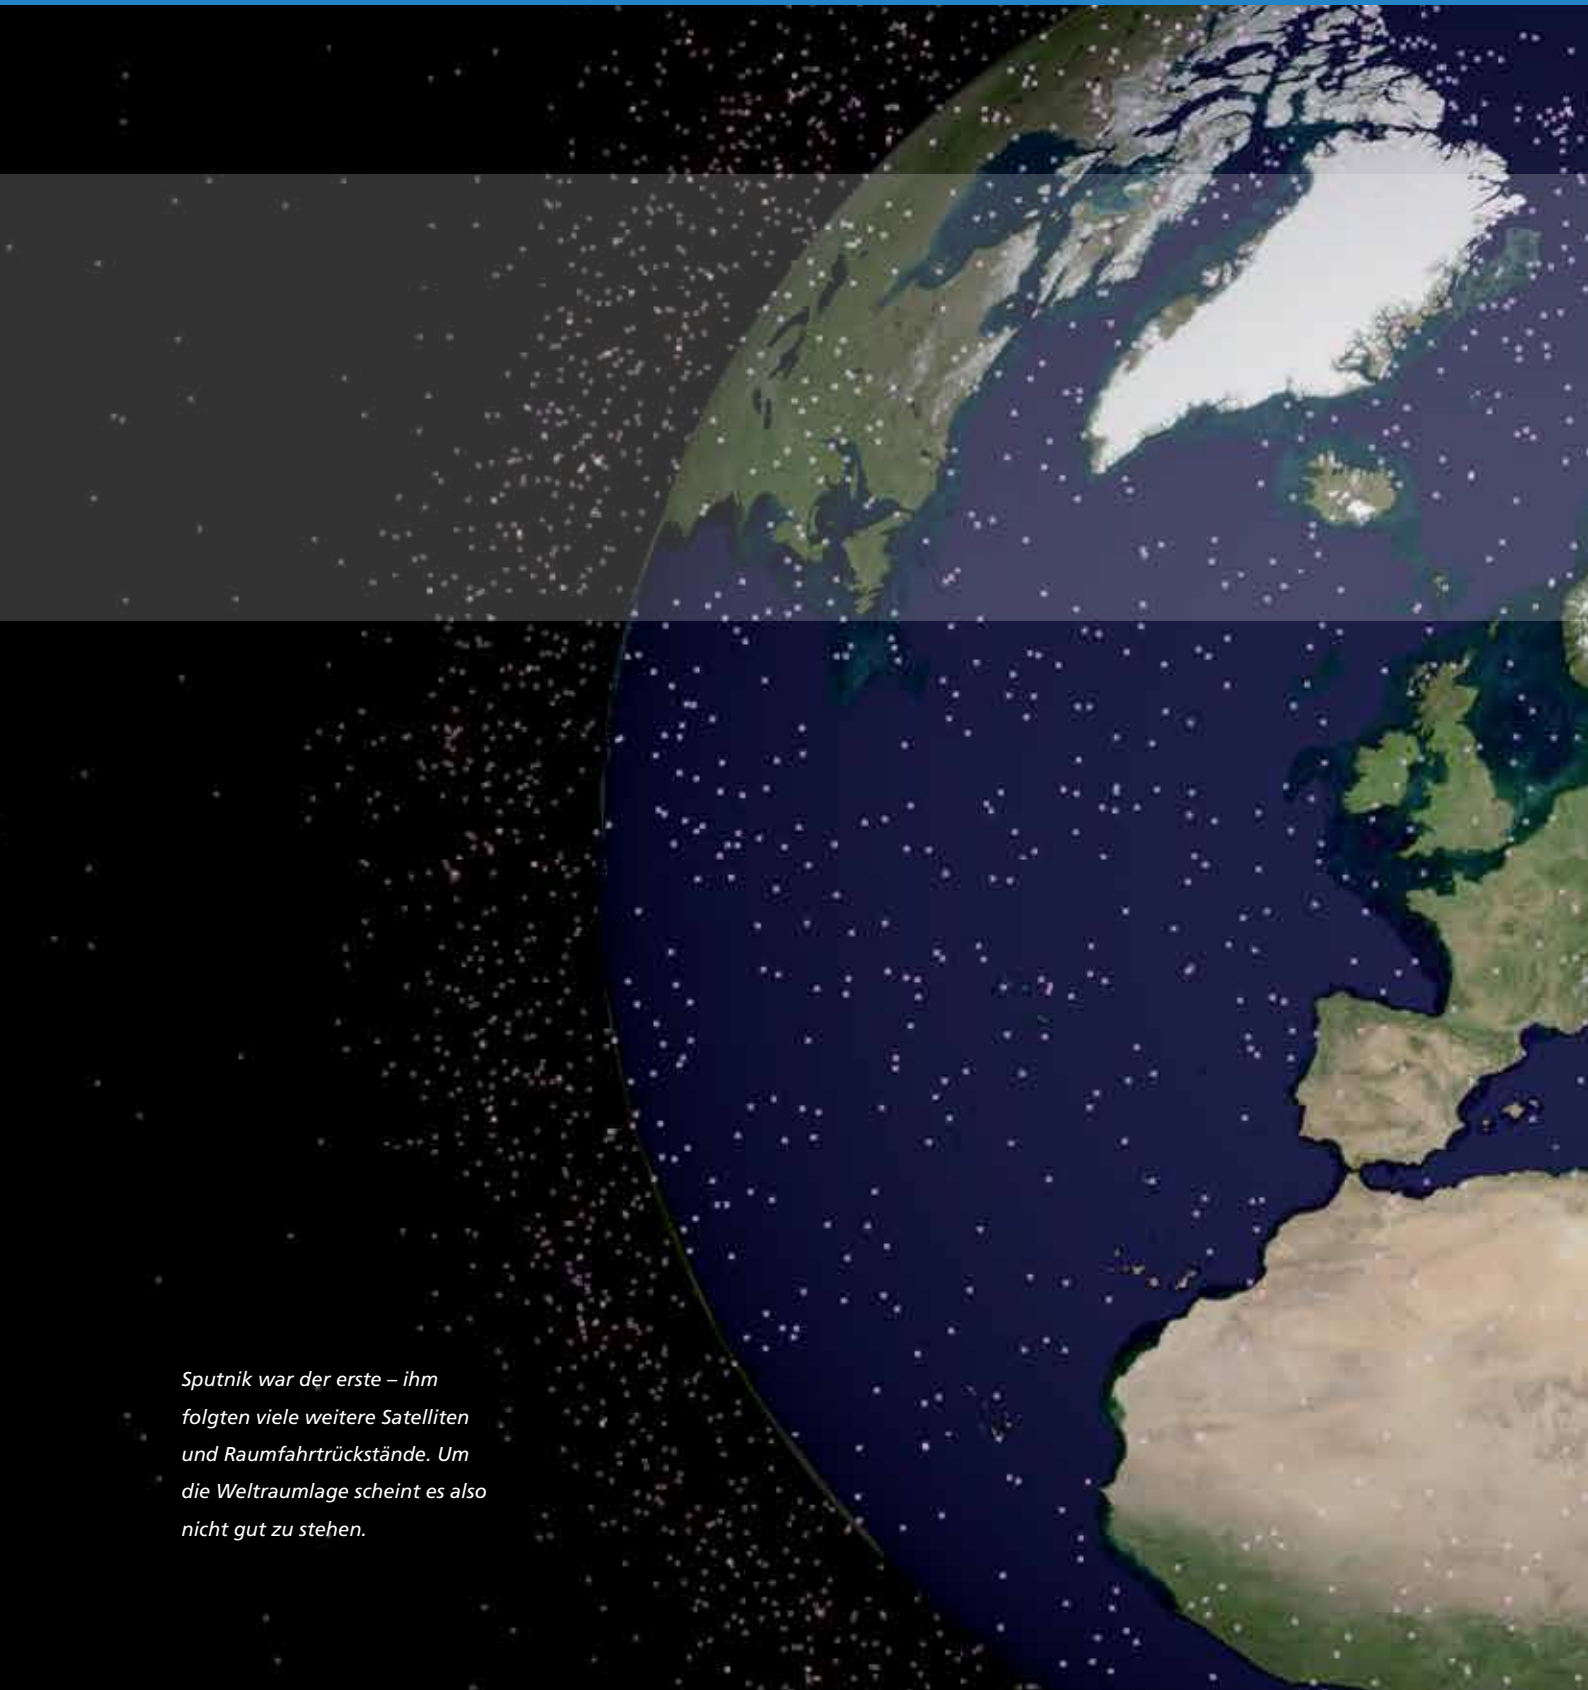 Sputnik war der erste – ihm
folgten viele weitere Satelliten
und Raumfahrtrückstände. Um
die Weltraumlage scheint es also
nicht gut zu stehen.